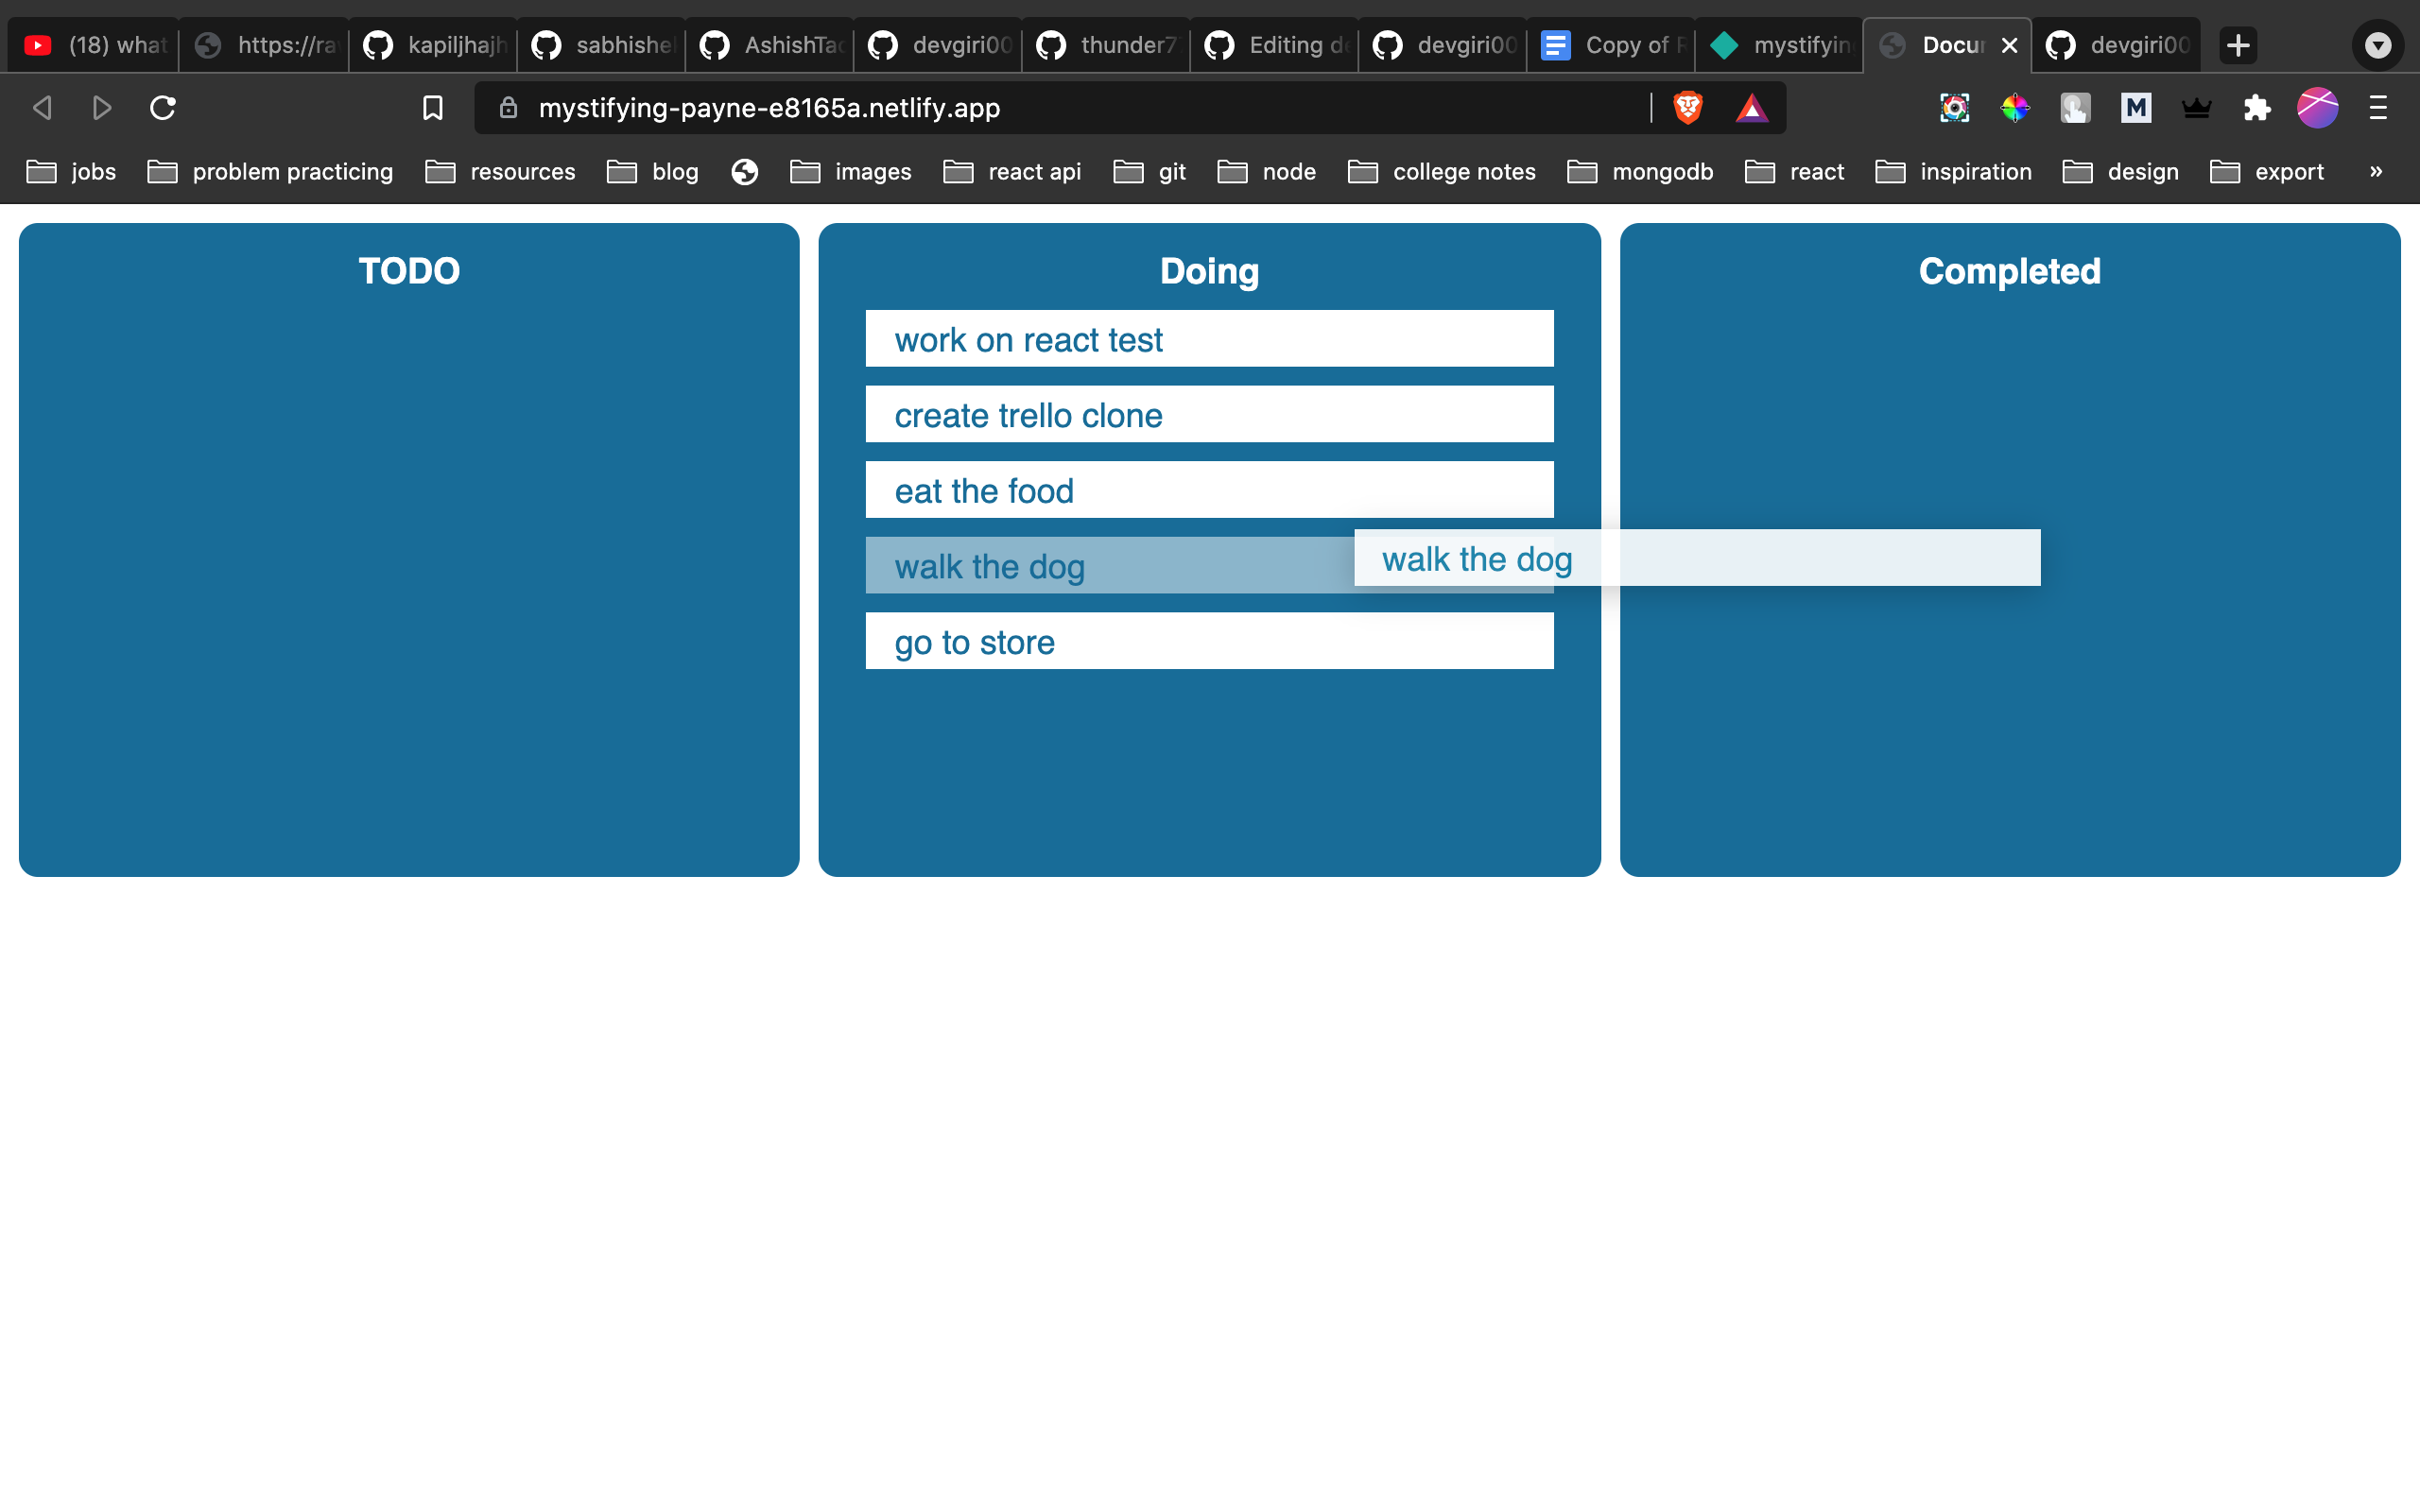 (18) what
https://ra
kapiljhajh
sabhishe
AshishTac
devgiri00
thunder7
Editing de
devgiri00
Copy of R
mystifyin
Docu
devgiri00
mystifying-payne-e8165a.netlify.app
M
jobs
problem practicing
resources
blog
images
react api
git
node
college notes
mongodb
react
inspiration
design
export
»
TODO
Doing
work on react test
create trello clone
eat the food
walk the dog
walk the dog
go to store
Completed